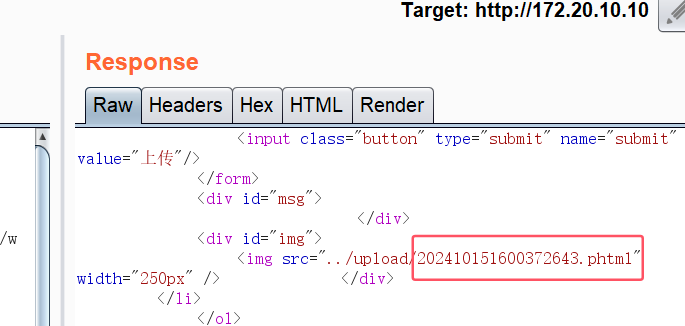 Target: http://172.20.10.10
Response
Raw Headers Hex HTML Render
<input class="button" type="submit" name="submit"
value="上传"/>
</form>
<div id="msg">
</div>
/w
<div id="img">
<img src="../upload/202410151600372643.phtml"
width="250px" /> </div>
</li>
</ol>